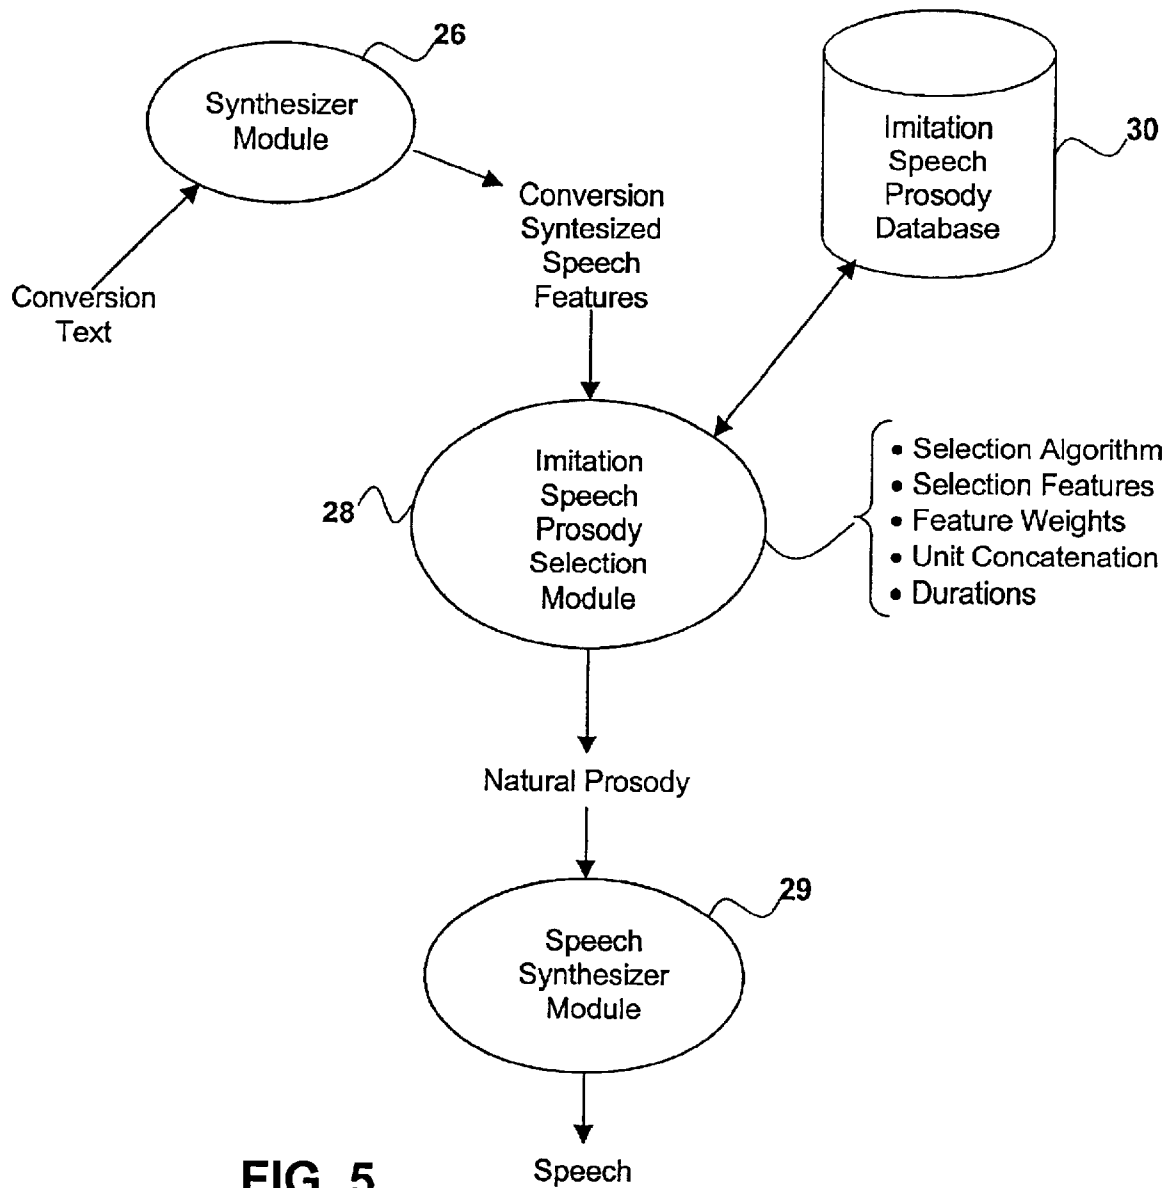 26
Synthesizer
Module
Imitation
Speech
Prosody
Database
30
Conversion
Syntesized
Speech
Features
Conversion
Text
Imitation
Speech
Prosody
Selection
Module
28
• Selection Algorithm
• Selection Features
• Feature Weights
• Unit Concatenation
• Durations
Natural Prosody
29
Speech
Synthesizer
Module
Speech
FIG. 5